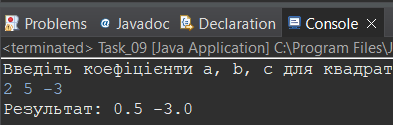 Problems @ Javadoc Declaration Console
<terminated> Task_09 [Java Application] C:\Program Files\J
Введіть коефіцієнти a, b, c для квадрат
2 5 -3
Результат: 0.5 -3.0